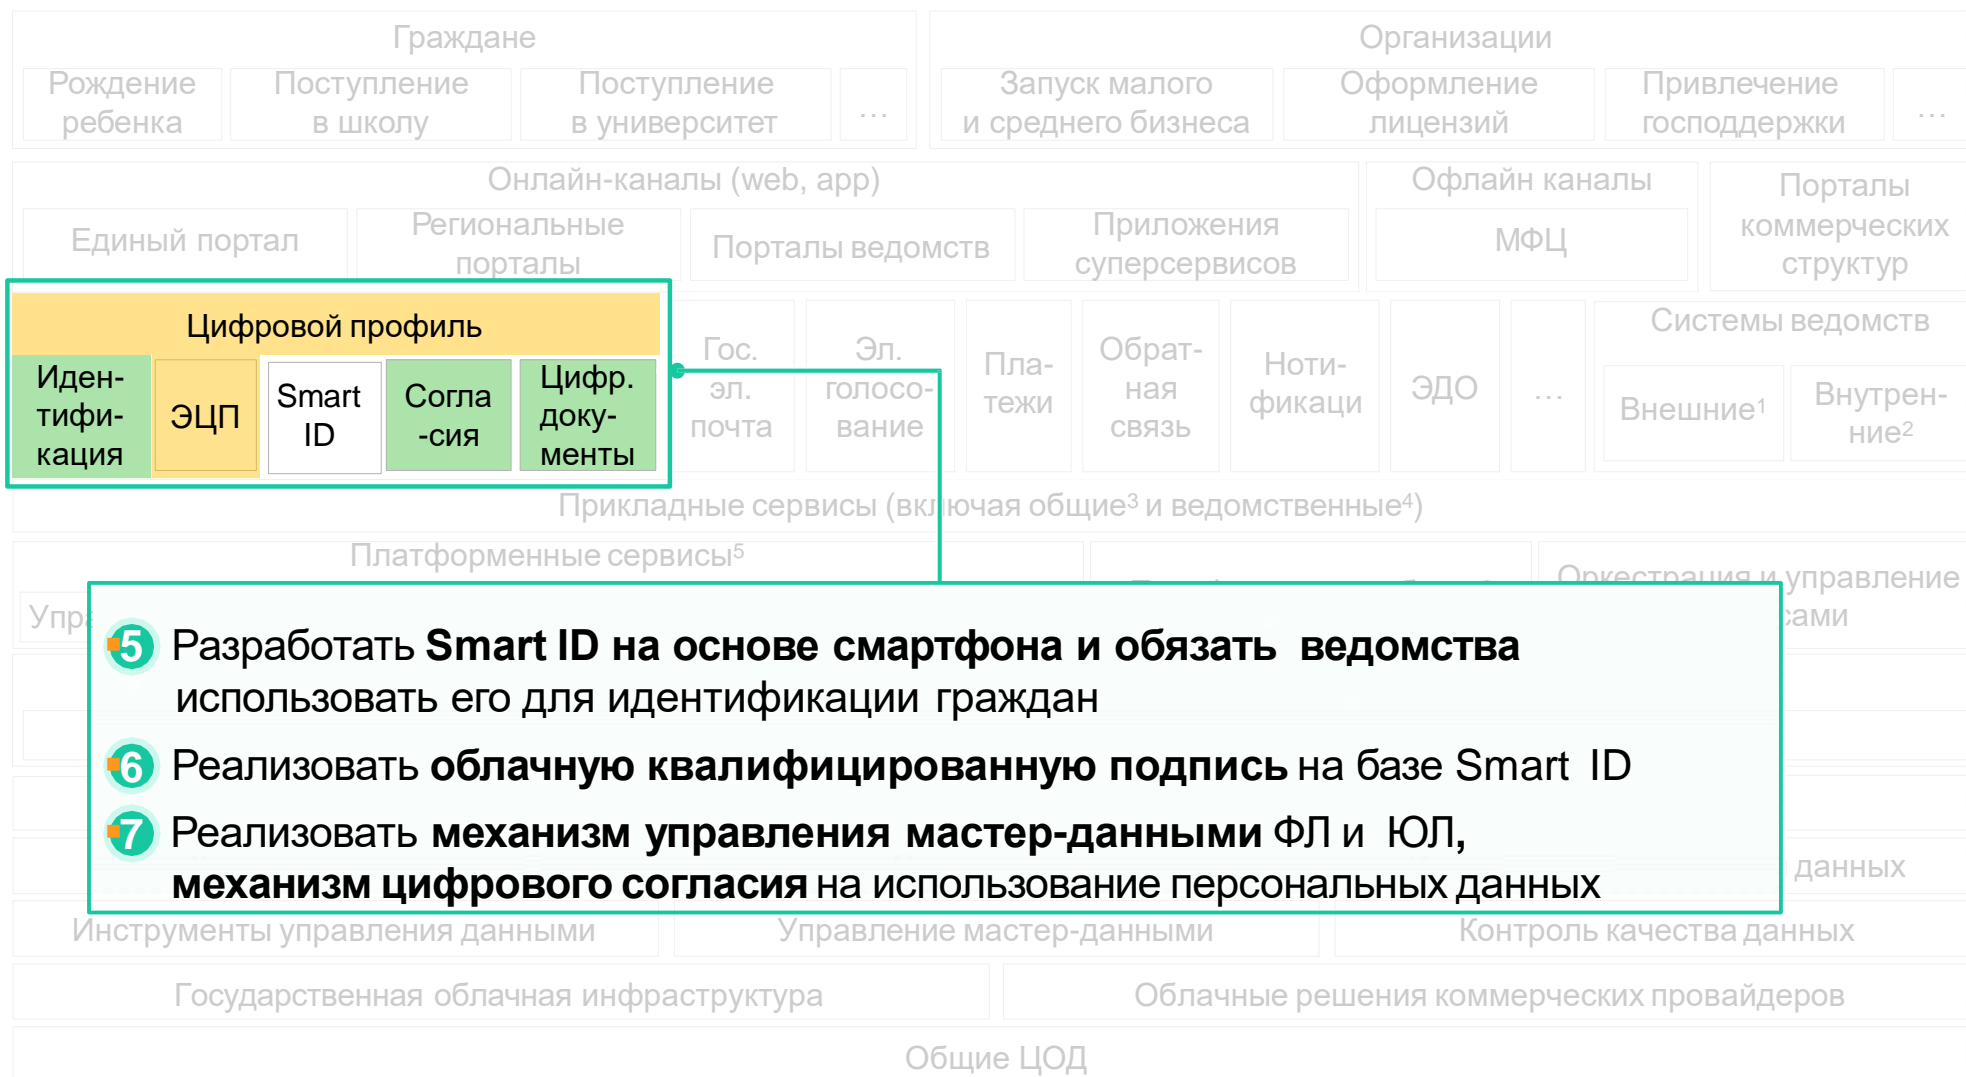 Граждане
Организации
Рождение
ребенка
Поступление
в школу
Поступление
в университет
…
Запуск малого
и среднего бизнеса
Оформление
лицензий
Привлечение
господдержки
…
Онлайн-каналы (web, app)
Офлайн каналы
Порталы
коммерческих
структур
Единый портал
Региональные
порталы
Порталы ведомств
Приложения
суперсервисов
МФЦ
Цифровой профиль
Иден-
тифи-
кация
ЭЦП
Smart
ID
Согла
-сия
Цифр.
доку-
менты
Гос.
эл.
почта
Эл.
голосо-
вание
Пла-
тежи
Обрат-
ная
связь
Ноти-
фикаци
ЭДО
…
Системы ведомств
Внешние1
Внутрен-
ние2
Прикладные сервисы (включая общие3 и ведомственные4)
Платформенные сервисы5
Оркестрация и управление
5 Разработать Smart ID на основе смартфона и обязать ведомства
использовать его для идентификации граждан
6 Реализовать облачную квалифицированную подпись на базе Smart ID
7 Реализовать механизм управления мастер-данными ФЛ и ЮЛ,
механизм цифрового согласия на использование персональных данных
данных
Инструменты управления данными
Управление мастер-данными
Контроль качества данных
Государственная облачная инфраструктура
Облачные решения коммерческих провайдеров
Общие ЦОД